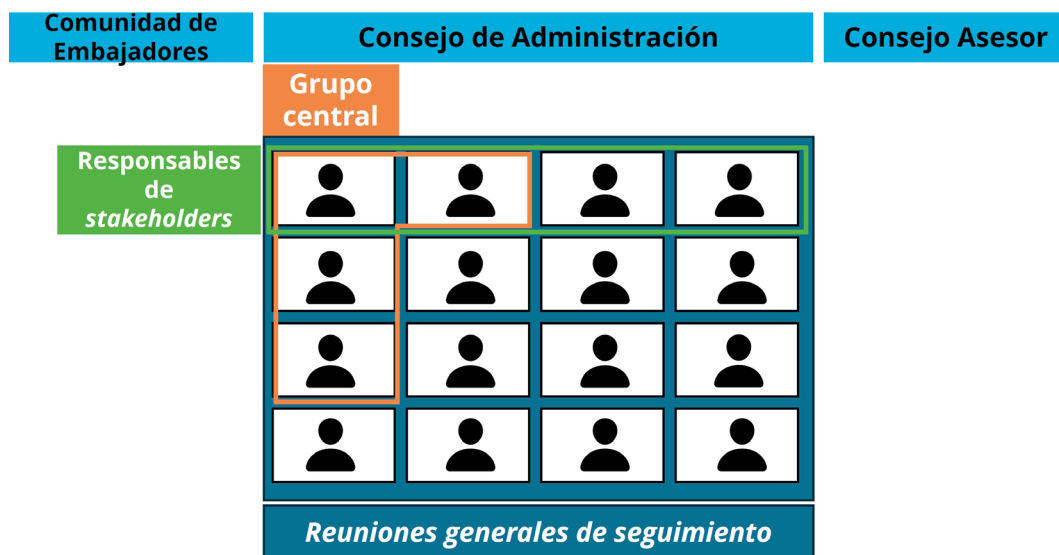 Comunidad de
Embajadores
Consejo de Administración
Consejo Asesor
Grupo
central
Responsables
de
stakeholders
Reuniones generales de seguimiento